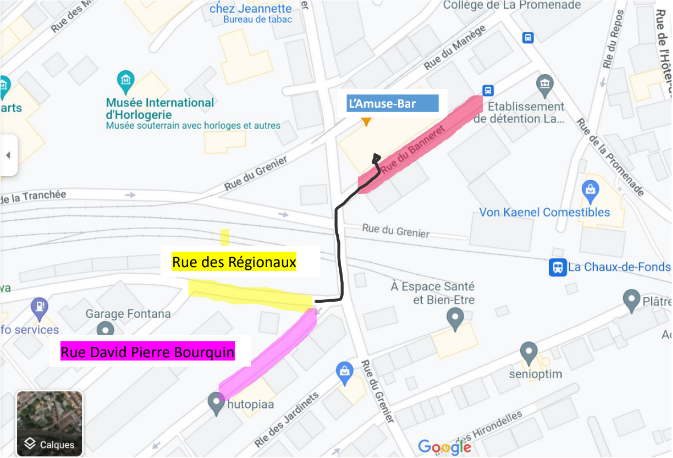 chez Jeannette
Bureau de tabac
Collège de La Promenade
Rue des M
Rue du Manège
Rle du Repos
Rue de l'Hôtel-d
arts
Musée International
d'Horlogerie
Musée souterrain avec horloges et autres
L'Amuse-Bar
Etablissement
de détention La...
Rue du Banneret
Rue de la Promenade
Rue du Grenier
de la Tranchée
Rue du Grenier
Von Kaenel Comestibles
Rue des Régionaux
La Chaux-de-Fonds
À Espace Santé
et Bien-Etre
va
Garage Fontana
Plâtre
fo services
Ac
Rue David Pierre Bourquin
senioptim
Rue du Grenier
hutopiaa
Rle des Jardinets
des Hirondelles
Calques
Google